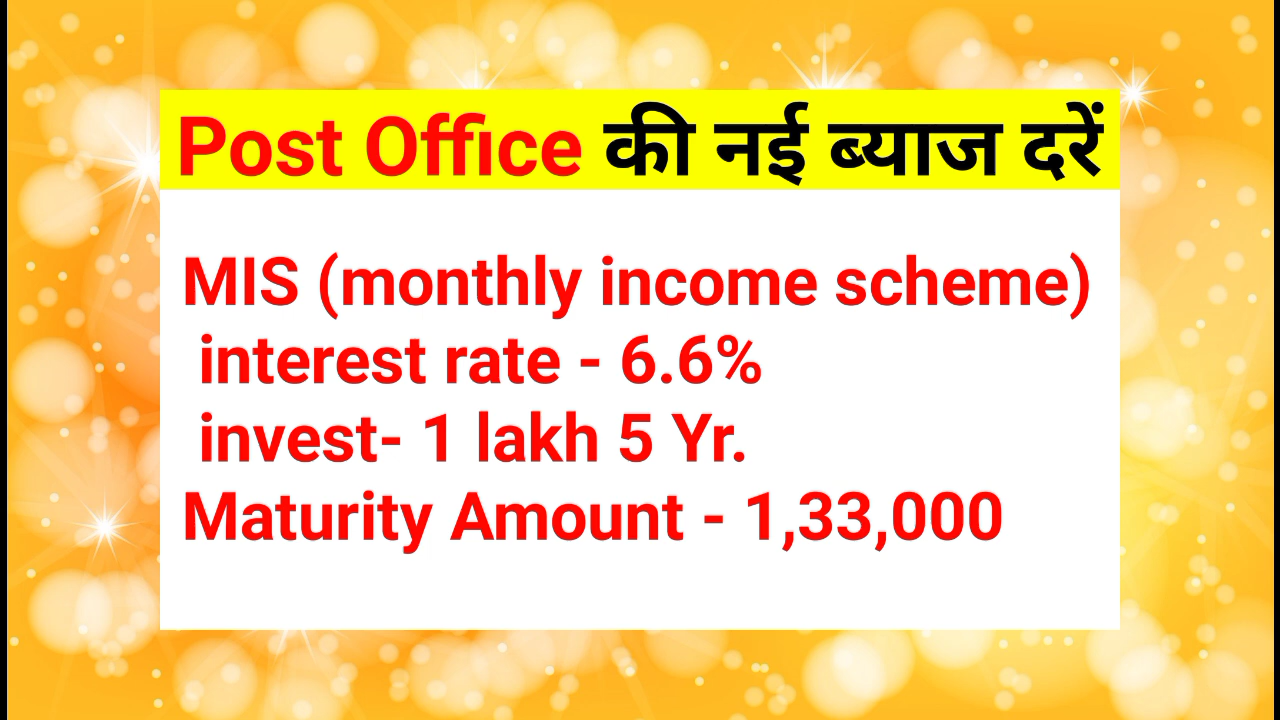 Post Office की नई ब्याज दरें
MIS (monthly income scheme)
interest rate - 6.6%
invest- 1 lakh 5 Yr.
Maturity Amount - 1,33,000